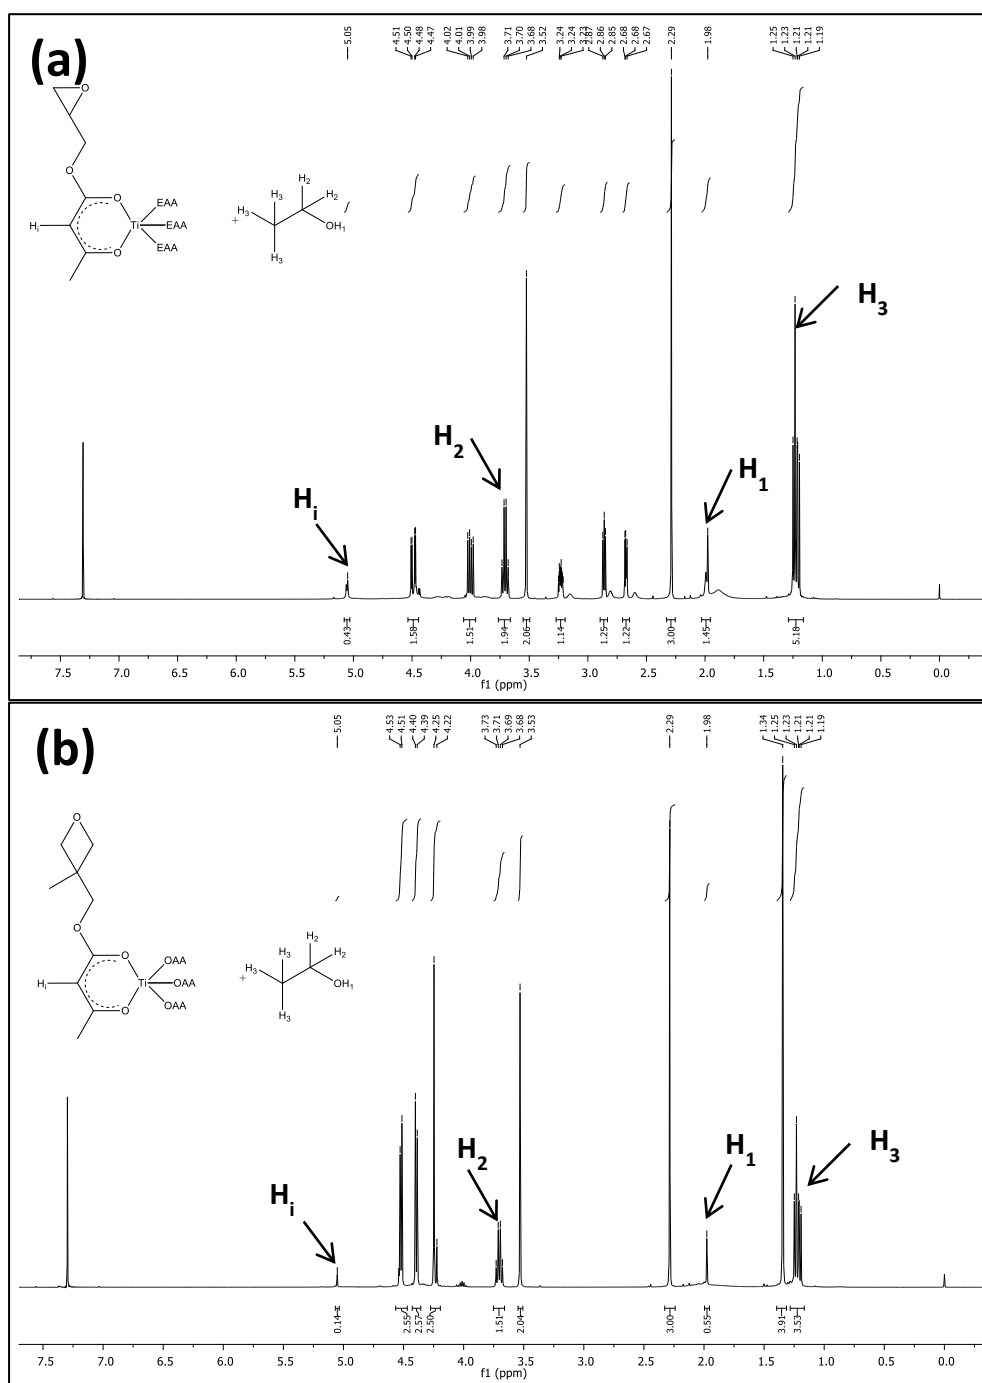 (a)
5.05
4.51
4.50
4.48
4.47
4.02
4.01
3.99
3.98
3.71
3.70
3.68
3.52
3.24
3.24
3.23
2.87
2.86
2.85
2.68
2.68
2.67
2.29
1.98
1.25
1.23
1.21
1.21
1.19
O
O
O
O
Hi
Ti
EAA
EAA
EAA
+
H3
H3
H3
H2
H2
OH1
H3
H2
Hi
H1
0.43
1.58
1.51
1.94
2.06
1.14
1.25
1.22
3.00
1.45
5.18
7.5 7.0 6.5 6.0 5.5 5.0 4.5 4.0 3.5 3.0 2.5 2.0 1.5 1.0 0.5 0.0
f1 (ppm)
(b)
5.05
4.53
4.51
4.40
4.39
4.25
4.22
3.73
3.71
3.69
3.68
3.53
2.29
1.98
1.34
1.25
1.23
1.21
1.21
1.19
O
O
O
O
Hi
Ti
OAA
OAA
OAA
+
H3
H3
H3
H2
H2
OH1
H2
H1
H3
Hi
0.14
2.55
2.57
2.50
1.51
2.04
3.00
0.55
3.91
3.53
7.5 7.0 6.5 6.0 5.5 5.0 4.5 4.0 3.5 3.0 2.5 2.0 1.5 1.0 0.5 0.0
f1 (ppm)